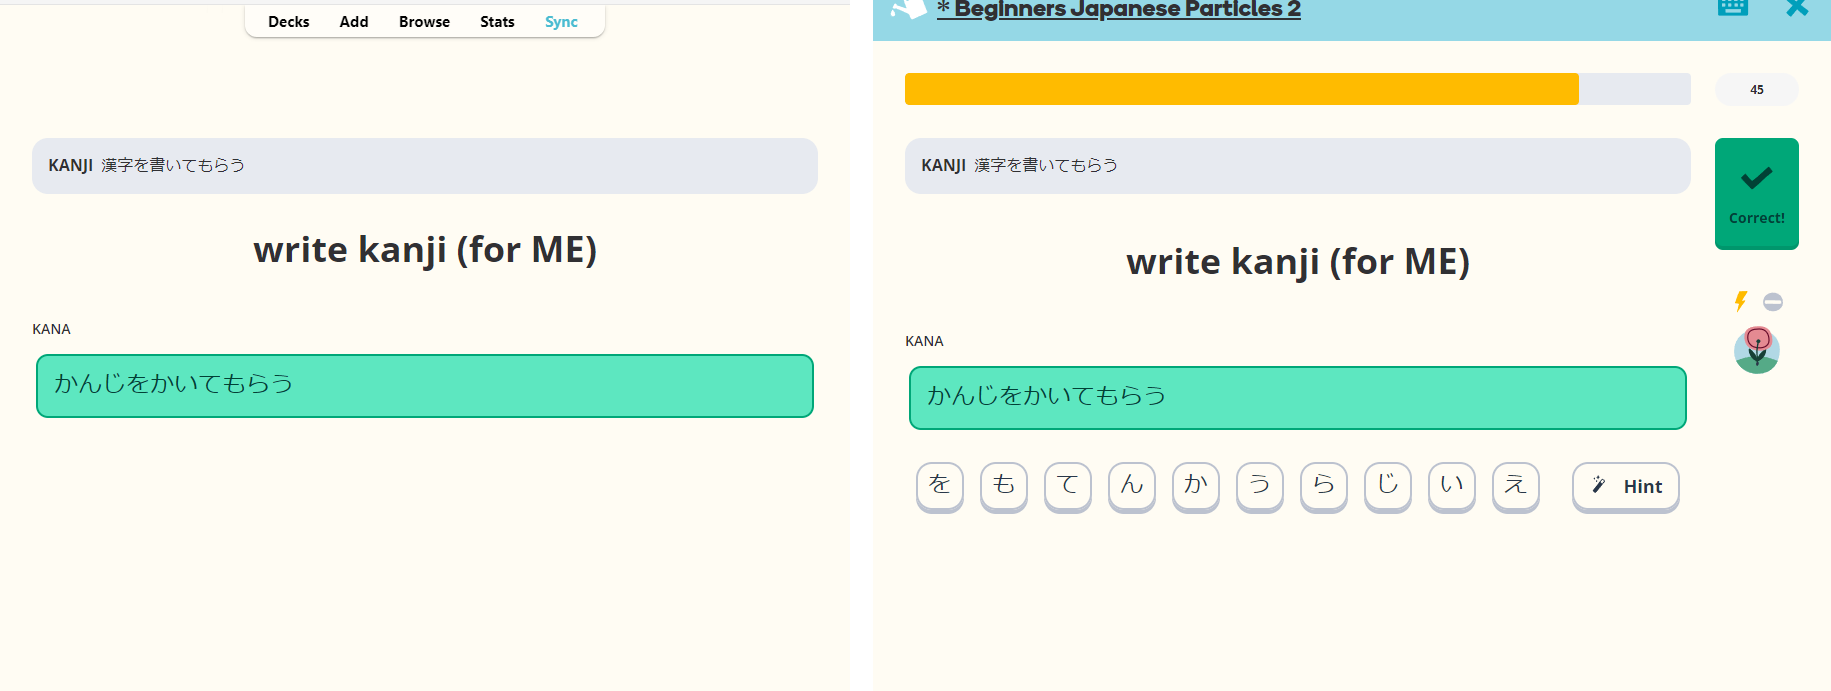 Decks Add Browse Stats Sync
KANJI 漢字を書いてもらう
write kanji (for ME)
KANA
かんじをかいてもらう
* Beginners Japanese Particles 2
45
KANJI 漢字を書いてもらう
Correct!
write kanji (for ME)
KANA
かんじをかいてもらう
を も て ん か う ら じ い え Hint